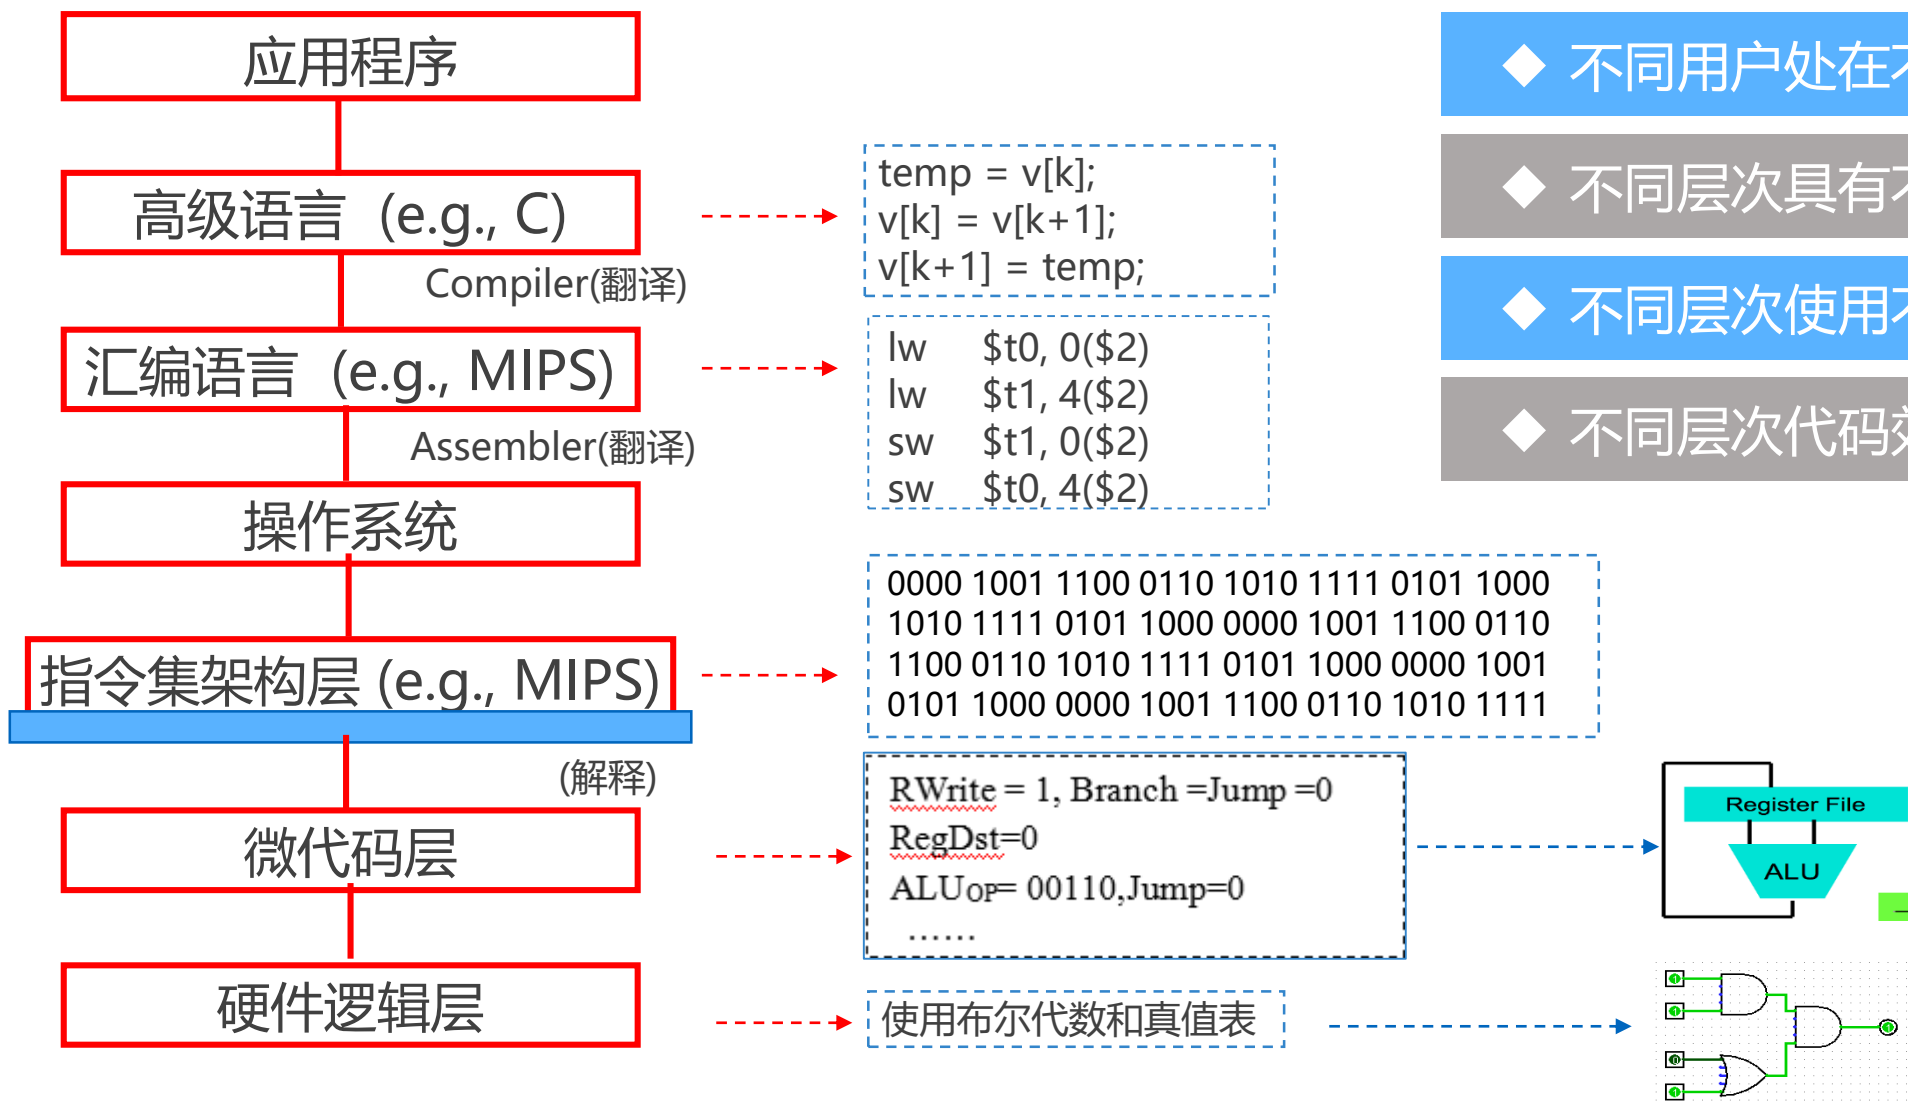 应用程序
高级语言 (e.g., C)
Compiler(翻译)
汇编语言 (e.g., MIPS)
Assembler(翻译)
操作系统
指令集架构层 (e.g., MIPS)
(解释)
微代码层
硬件逻辑层
temp = v[k];
v[k] = v[k+1];
v[k+1] = temp;
lw $t0, 0($2)
lw $t1, 4($2)
sw $t1, 0($2)
sw $t0, 4($2)
0000 1001 1100 0110 1010 1111 0101 1000
1010 1111 0101 1000 0000 1001 1100 0110
1100 0110 1010 1111 0101 1000 0000 1001
0101 1000 0000 1001 1100 0110 1010 1111
RWrite = 1, Branch =Jump =0
RegDst=0
ALUOP= 00110,Jump=0
……
使用布尔代数和真值表
◆ 不同用户处在
◆ 不同层次具有
◆ 不同层次使用
◆ 不同层次代码
Register File
ALU